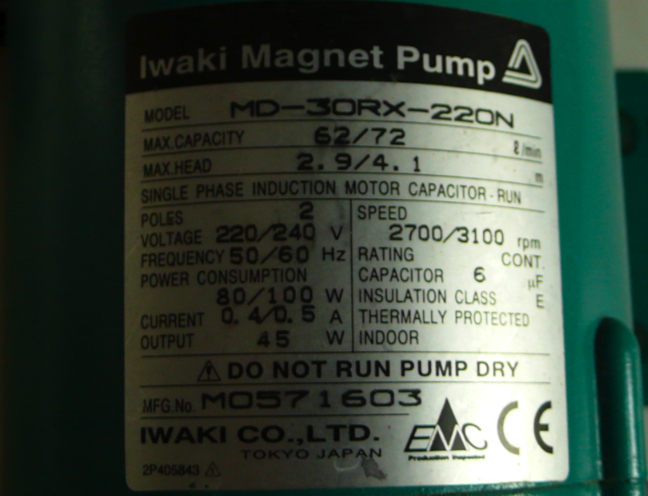 Iwaki Magnet Pump
MODEL MD-30RX-220N
MAX.CAPACITY 62/72 ℓ/min
MAX.HEAD 2.9/4.1 m
SINGLE PHASE INDUCTION MOTOR CAPACITOR-RUN
POLES 2 SPEED
VOLTAGE 220/240 V 2700/3100 rpm
FREQUENCY 50/60 Hz RATING CONT.
POWER CONSUMPTION CAPACITOR 6 μF
80/100 W INSULATION CLASS E
CURRENT 0.4/0.5 A THERMALLY PROTECTED
OUTPUT 45 W INDOOR
⚠ DO NOT RUN PUMP DRY
MFG.No. M0571603
IWAKI CO.,LTD. EMC CE
TOKYO JAPAN Production Inspected
2P405843 ⚠